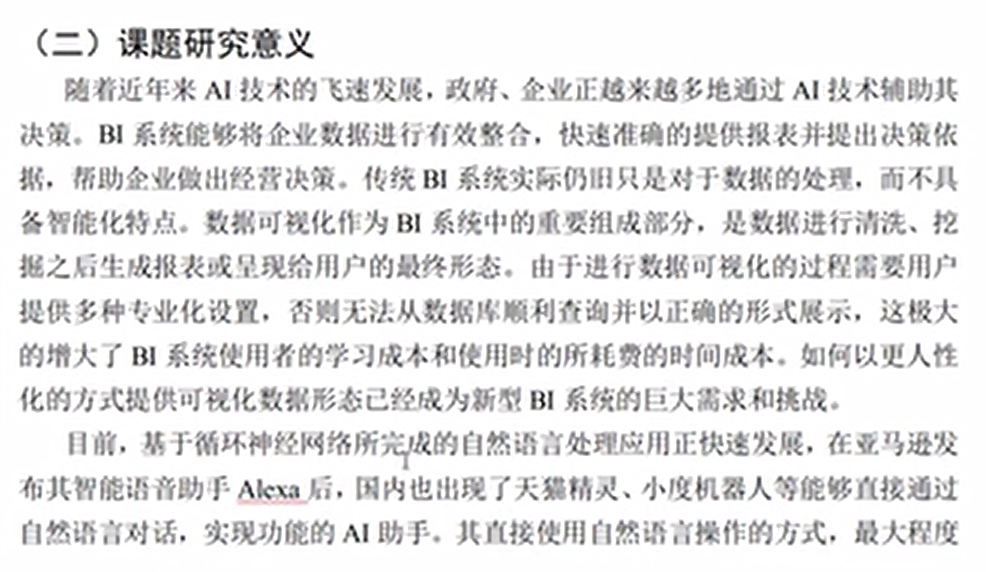 （二）课题研究意义
随着近年来 AI 技术的飞速发展，政府、企业正越来越多地通过 AI 技术辅助其
决策。BI 系统能够将企业数据进行有效整合，快速准确的提供报表并提出决策依
据，帮助企业做出经营决策。传统 BI 系统实际仍旧只是对于数据的处理，而不具
备智能化特点。数据可视化作为 BI 系统中的重要组成部分，是数据进行清洗、挖
掘之后生成报表或呈现给用户的最终形态。由于进行数据可视化的过程需要用户
提供多种专业化设置，否则无法从数据库顺利查询并以正确的形式展示，这极大
的增大了 BI 系统使用者的学习成本和使用时的所耗费的时间成本。如何以更人性
化的方式提供可视化数据形态已经成为新型 BI 系统的巨大需求和挑战。
目前，基于循环神经网络所完成的自然语言处理应用正快速发展，在亚马逊发
布其智能语音助手 Alexa 后，国内也出现了天猫精灵、小度机器人等能够直接通过
自然语言对话，实现功能的 AI 助手。其直接使用自然语言操作的方式，最大程度